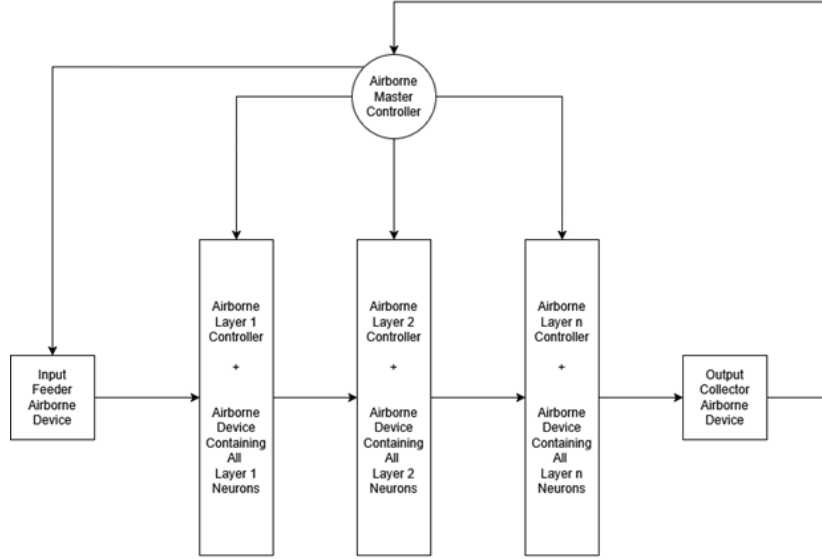 Airborne
Master
Controller
Airborne
Layer 1
Controller
+
Airborne
Device
Containing
All
Layer 1
Neurons
Airborne
Layer 2
Controller
+
Airborne
Device
Containing
All
Layer 2
Neurons
Airborne
Layer n
Controller
+
Airborne
Device
Containing
All
Layer n
Neurons
Input
Feeder
Airborne
Device
Output
Collector
Airborne
Device